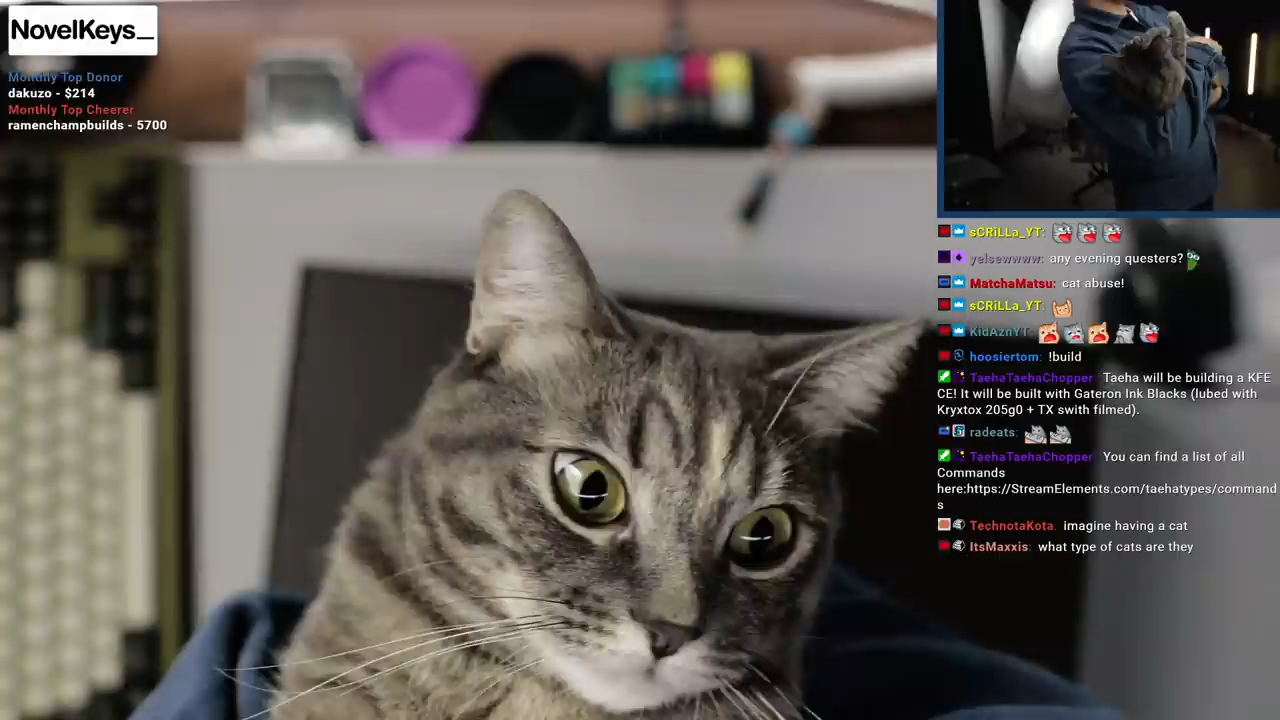 NovelKeys_
Monthly Top Donor
dakuzo - $214
Monthly Top Cheerer
ramenchampbuilds - 5700
sCRiLLa_YT:
yelsewwww: any evening questers?
MatchaMatsu: cat abuse!
sCRiLLa_YT:
KidAznYT:
hoosiertom: !build
TaehaTaehaChopper Taeha will be building a KFE
CE! It will be built with Gateron Ink Blacks (lubed with
Kryxtox 205g0 + TX swith filmed).
radeats:
TaehaTaehaChopper You can find a list of all
Commands
here:https://StreamElements.com/taehatypes/command
s
TechnotaKota: imagine having a cat
ItsMaxxis: what type of cats are they